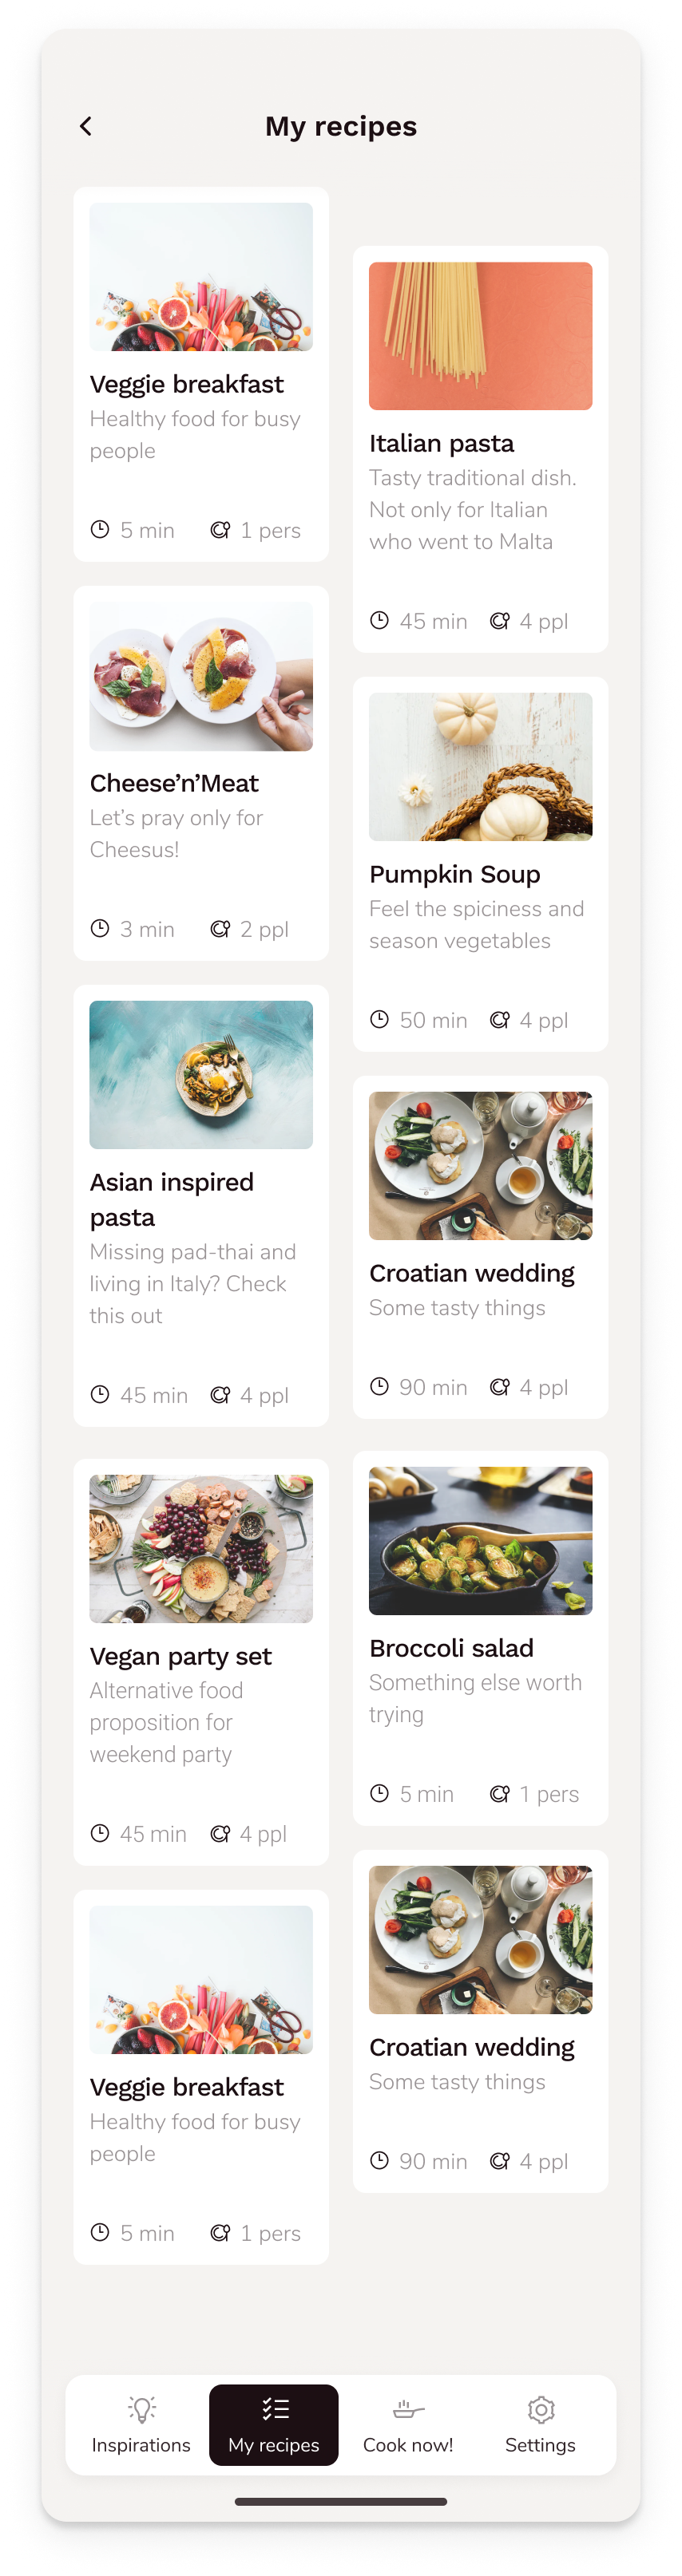 My recipes
Veggie breakfast
Healthy food for busy
people
5 min
1 pers
Italian pasta
Tasty traditional dish.
Not only for Italian
who went to Malta
45 min
4 ppl
Cheese’n’Meat
Let’s pray only for
Cheesus!
3 min
2 ppl
Pumpkin Soup
Feel the spiciness and
season vegetables
50 min
4 ppl
Asian inspired
pasta
Missing pad-thai and
living in Italy? Check
this out
45 min
4 ppl
Croatian wedding
Some tasty things
90 min
4 ppl
Vegan party set
Alternative food
proposition for
weekend party
45 min
4 ppl
Broccoli salad
Something else worth
trying
5 min
1 pers
Veggie breakfast
Healthy food for busy
people
5 min
1 pers
Croatian wedding
Some tasty things
90 min
4 ppl
Inspirations
My recipes
Cook now!
Settings